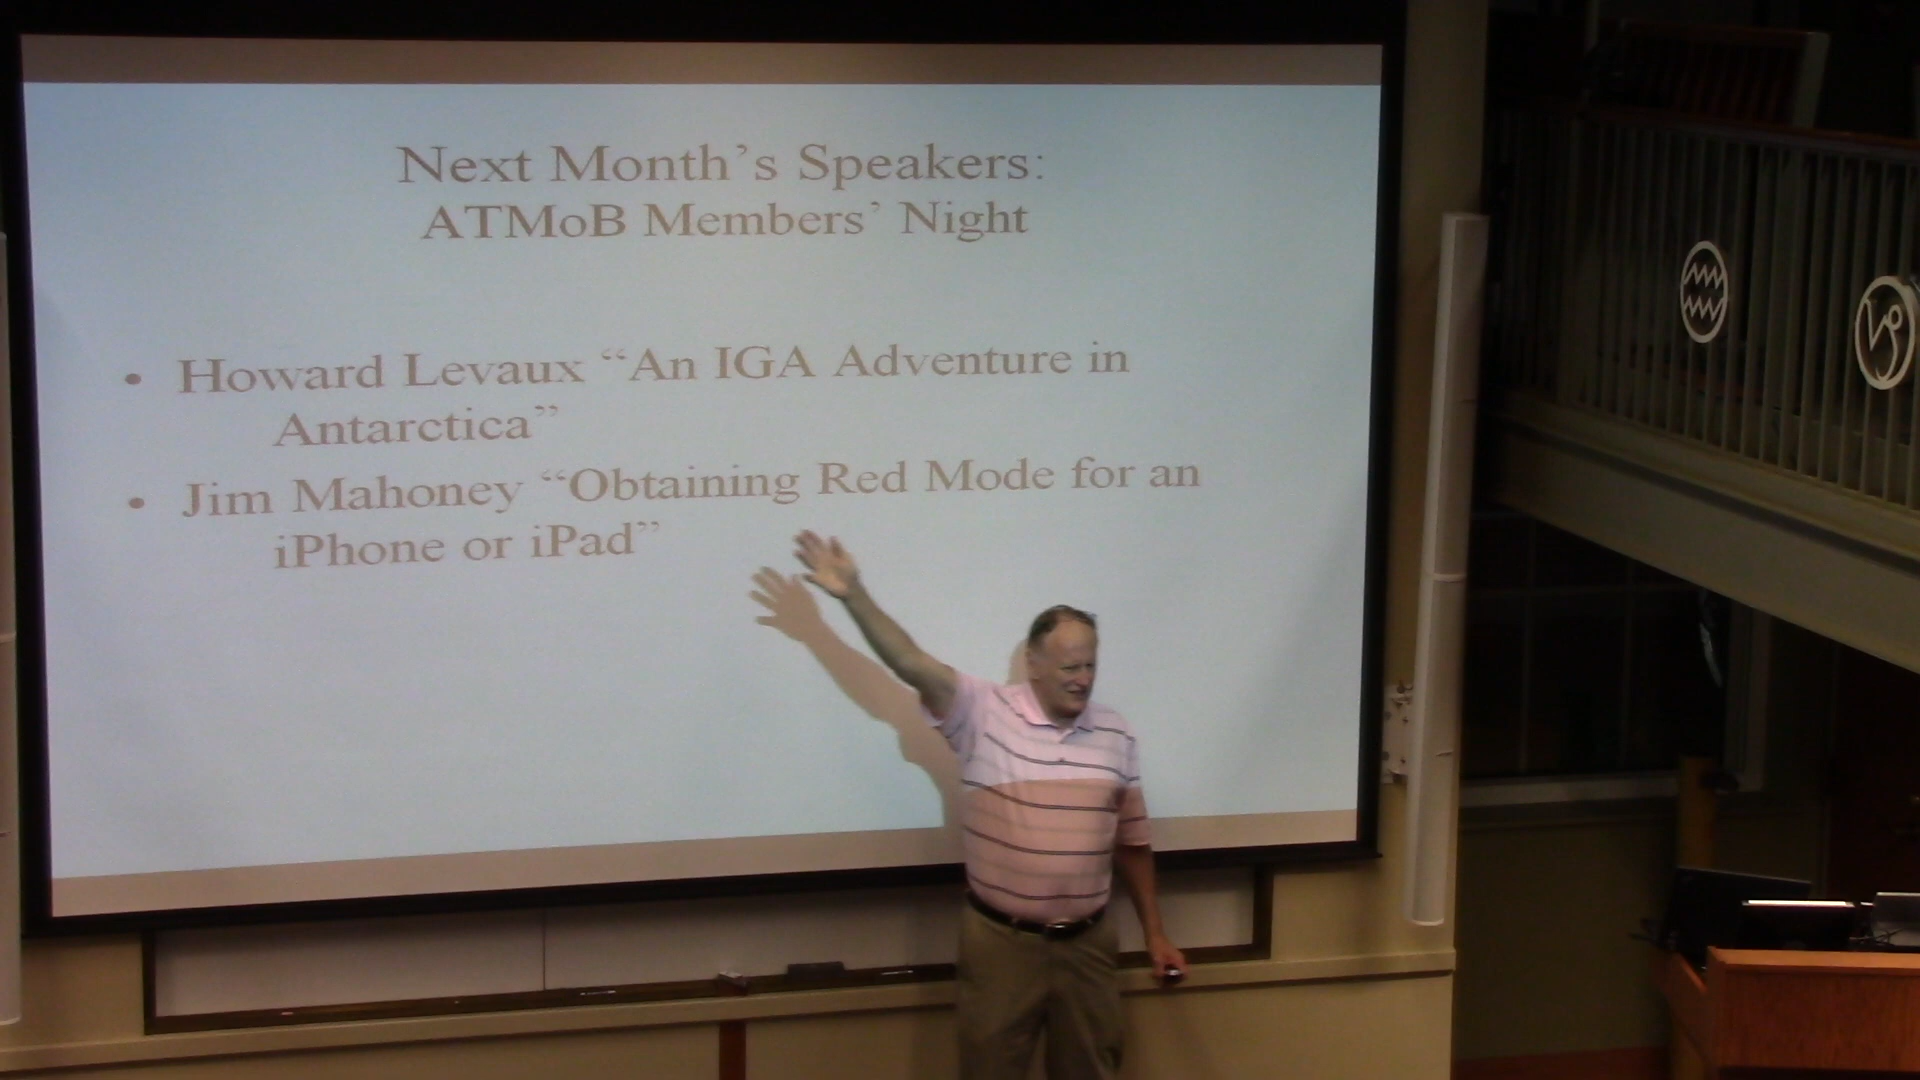 Next Month's Speakers:
ATMoB Members' Night
• Howard Levaux “An IGA Adventure in
Antarctica”
• Jim Mahoney “Obtaining Red Mode for an
iPhone or iPad”